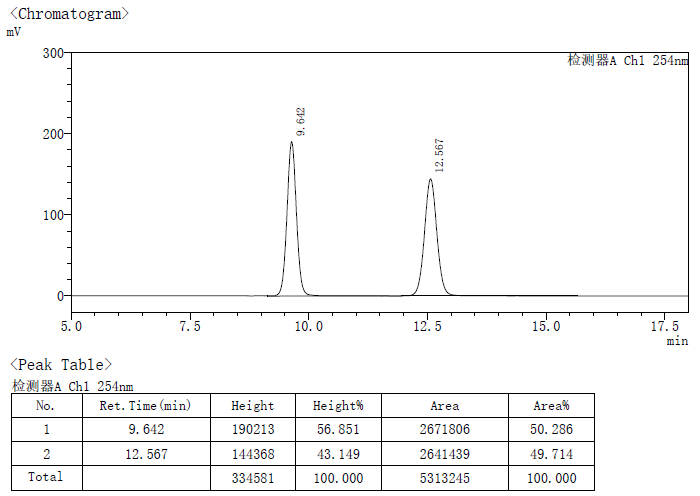 <Chromatogram>
mV
300
检测器A Ch1 254nm
9.642
12.567
200
100
0
5.0 7.5 10.0 12.5 15.0 17.5
min
<Peak Table>
检测器A Ch1 254nm
No. Ret.Time(min) Height Height% Area Area%
1 9.642 190213 56.851 2671806 50.286
2 12.567 144368 43.149 2641439 49.714
Total 334581 100.000 5313245 100.000